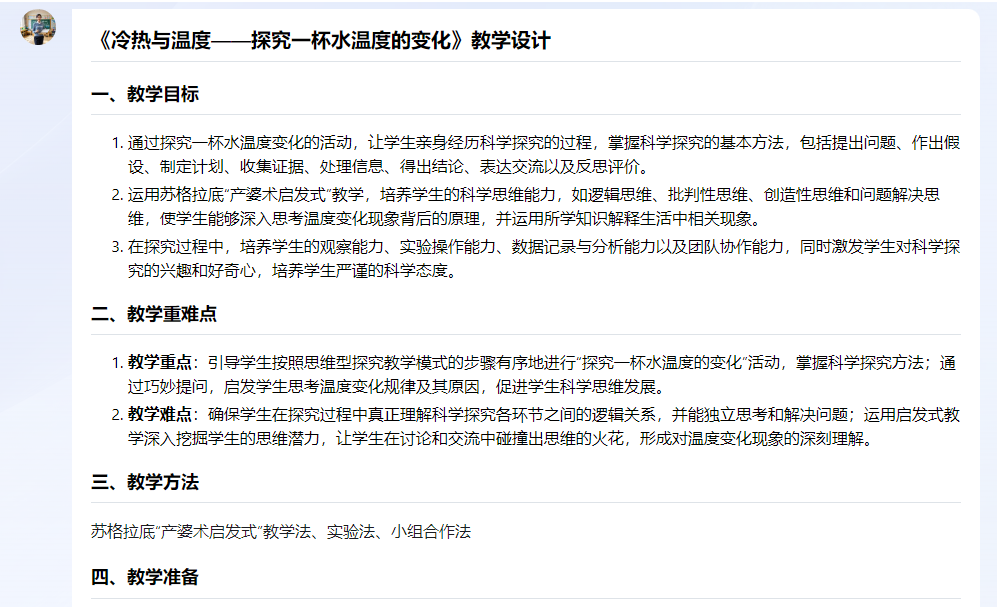 《冷热与温度——探究一杯水温度的变化》教学设计
一、教学目标
1. 通过探究一杯水温度变化的活动，让学生亲身经历科学探究的过程，掌握科学探究的基本方法，包括提出问题、作出假
设、制定计划、收集证据、处理信息、得出结论、表达交流以及反思评价。
2. 运用苏格拉底“产婆术启发式”教学，培养学生的科学思维能力，如逻辑思维、批判性思维、创造性思维和问题解决思
维，使学生能够深入思考温度变化现象背后的原理，并运用所学知识解释生活中相关现象。
3. 在探究过程中，培养学生的观察能力、实验操作能力、数据记录与分析能力以及团队协作能力，同时激发学生对科学探
究的兴趣和好奇心，培养学生严谨的科学态度。
二、教学重难点
1. 教学重点：引导学生按照思维型探究教学模式的步骤有序地进行“探究一杯水温度的变化”活动，掌握科学探究方法；通
过巧妙提问，启发学生思考温度变化规律及其原因，促进学生科学思维发展。
2. 教学难点：确保学生在探究过程中真正理解科学探究各环节之间的逻辑关系，并能独立思考和解决问题；运用启发式教
学深入挖掘学生的思维潜力，让学生在讨论和交流中碰撞出思维的火花，形成对温度变化现象的深刻理解。
三、教学方法
苏格拉底“产婆术启发式”教学法、实验法、小组合作法
四、教学准备